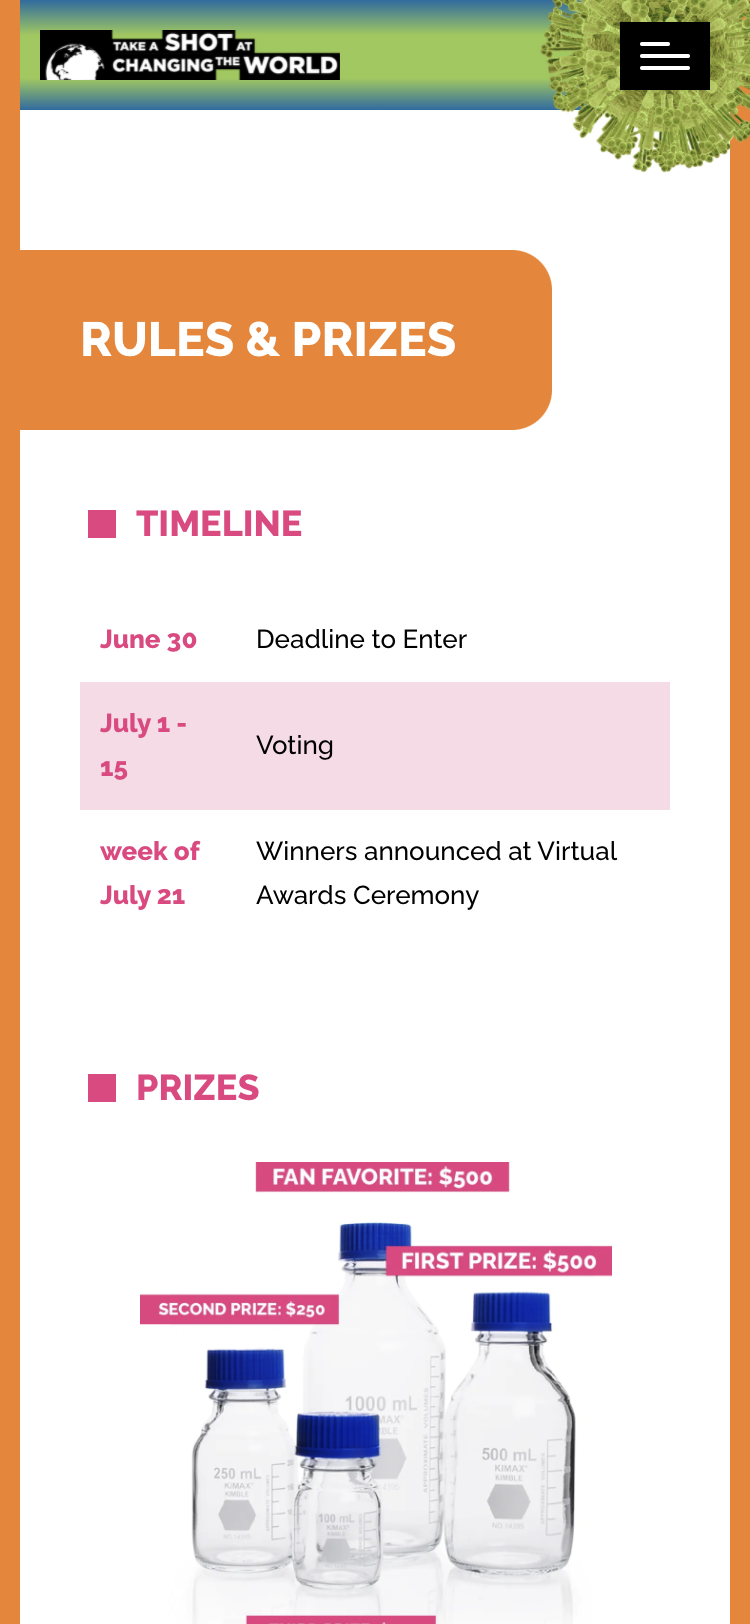 TAKE A SHOT AT
CHANGING THE WORLD
RULES & PRIZES
TIMELINE
June 30 Deadline to Enter
July 1 -
15
Voting
week of
July 21
Winners announced at Virtual
Awards Ceremony
PRIZES
FAN FAVORITE: $500
FIRST PRIZE: $500
SECOND PRIZE: $250
1000 mL
500 mL
KIMAX
KIMBLE
250 mL
KIMAX
KIMBLE
100 mL
KIMAX
KIMBLE
APPROXIMATE VOLUMES